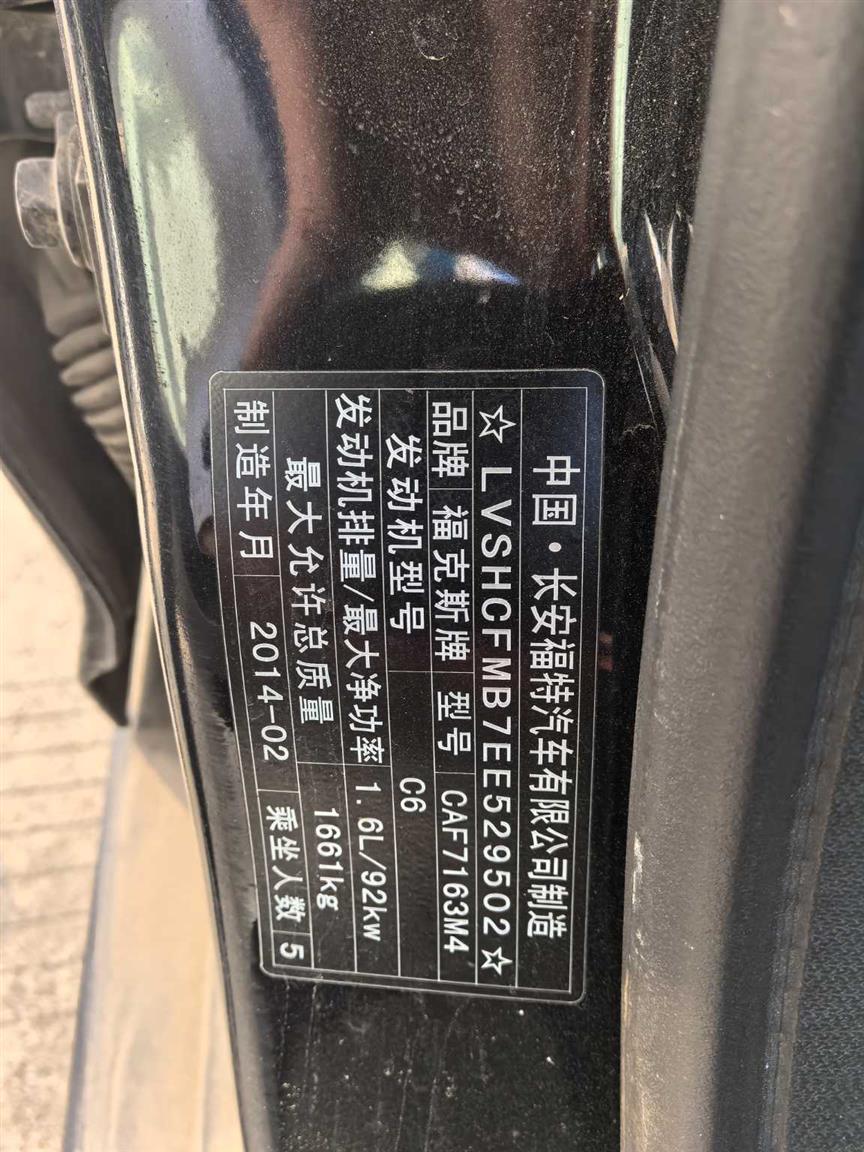 中国·长安福特汽车有限公司制造
☆LVSHCFMB7EE529502☆
品牌 福克斯牌 型号 CAF7163M4
发动机型号 C6
发动机排量/最大净功率 1.6L/92kw
最大允许总质量 1661kg
制造年月 2014-02 乘坐人数 5